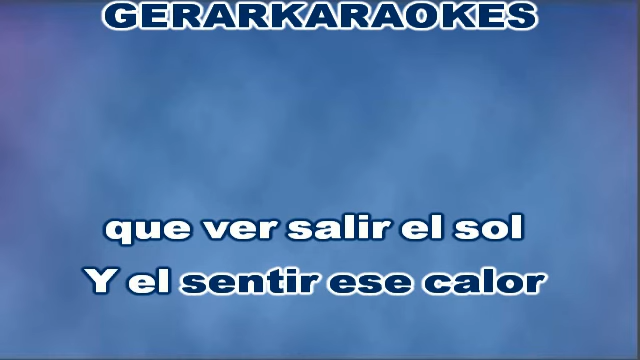 GERARKARAOKES
que ver salir el sol
Y el sentir ese calor